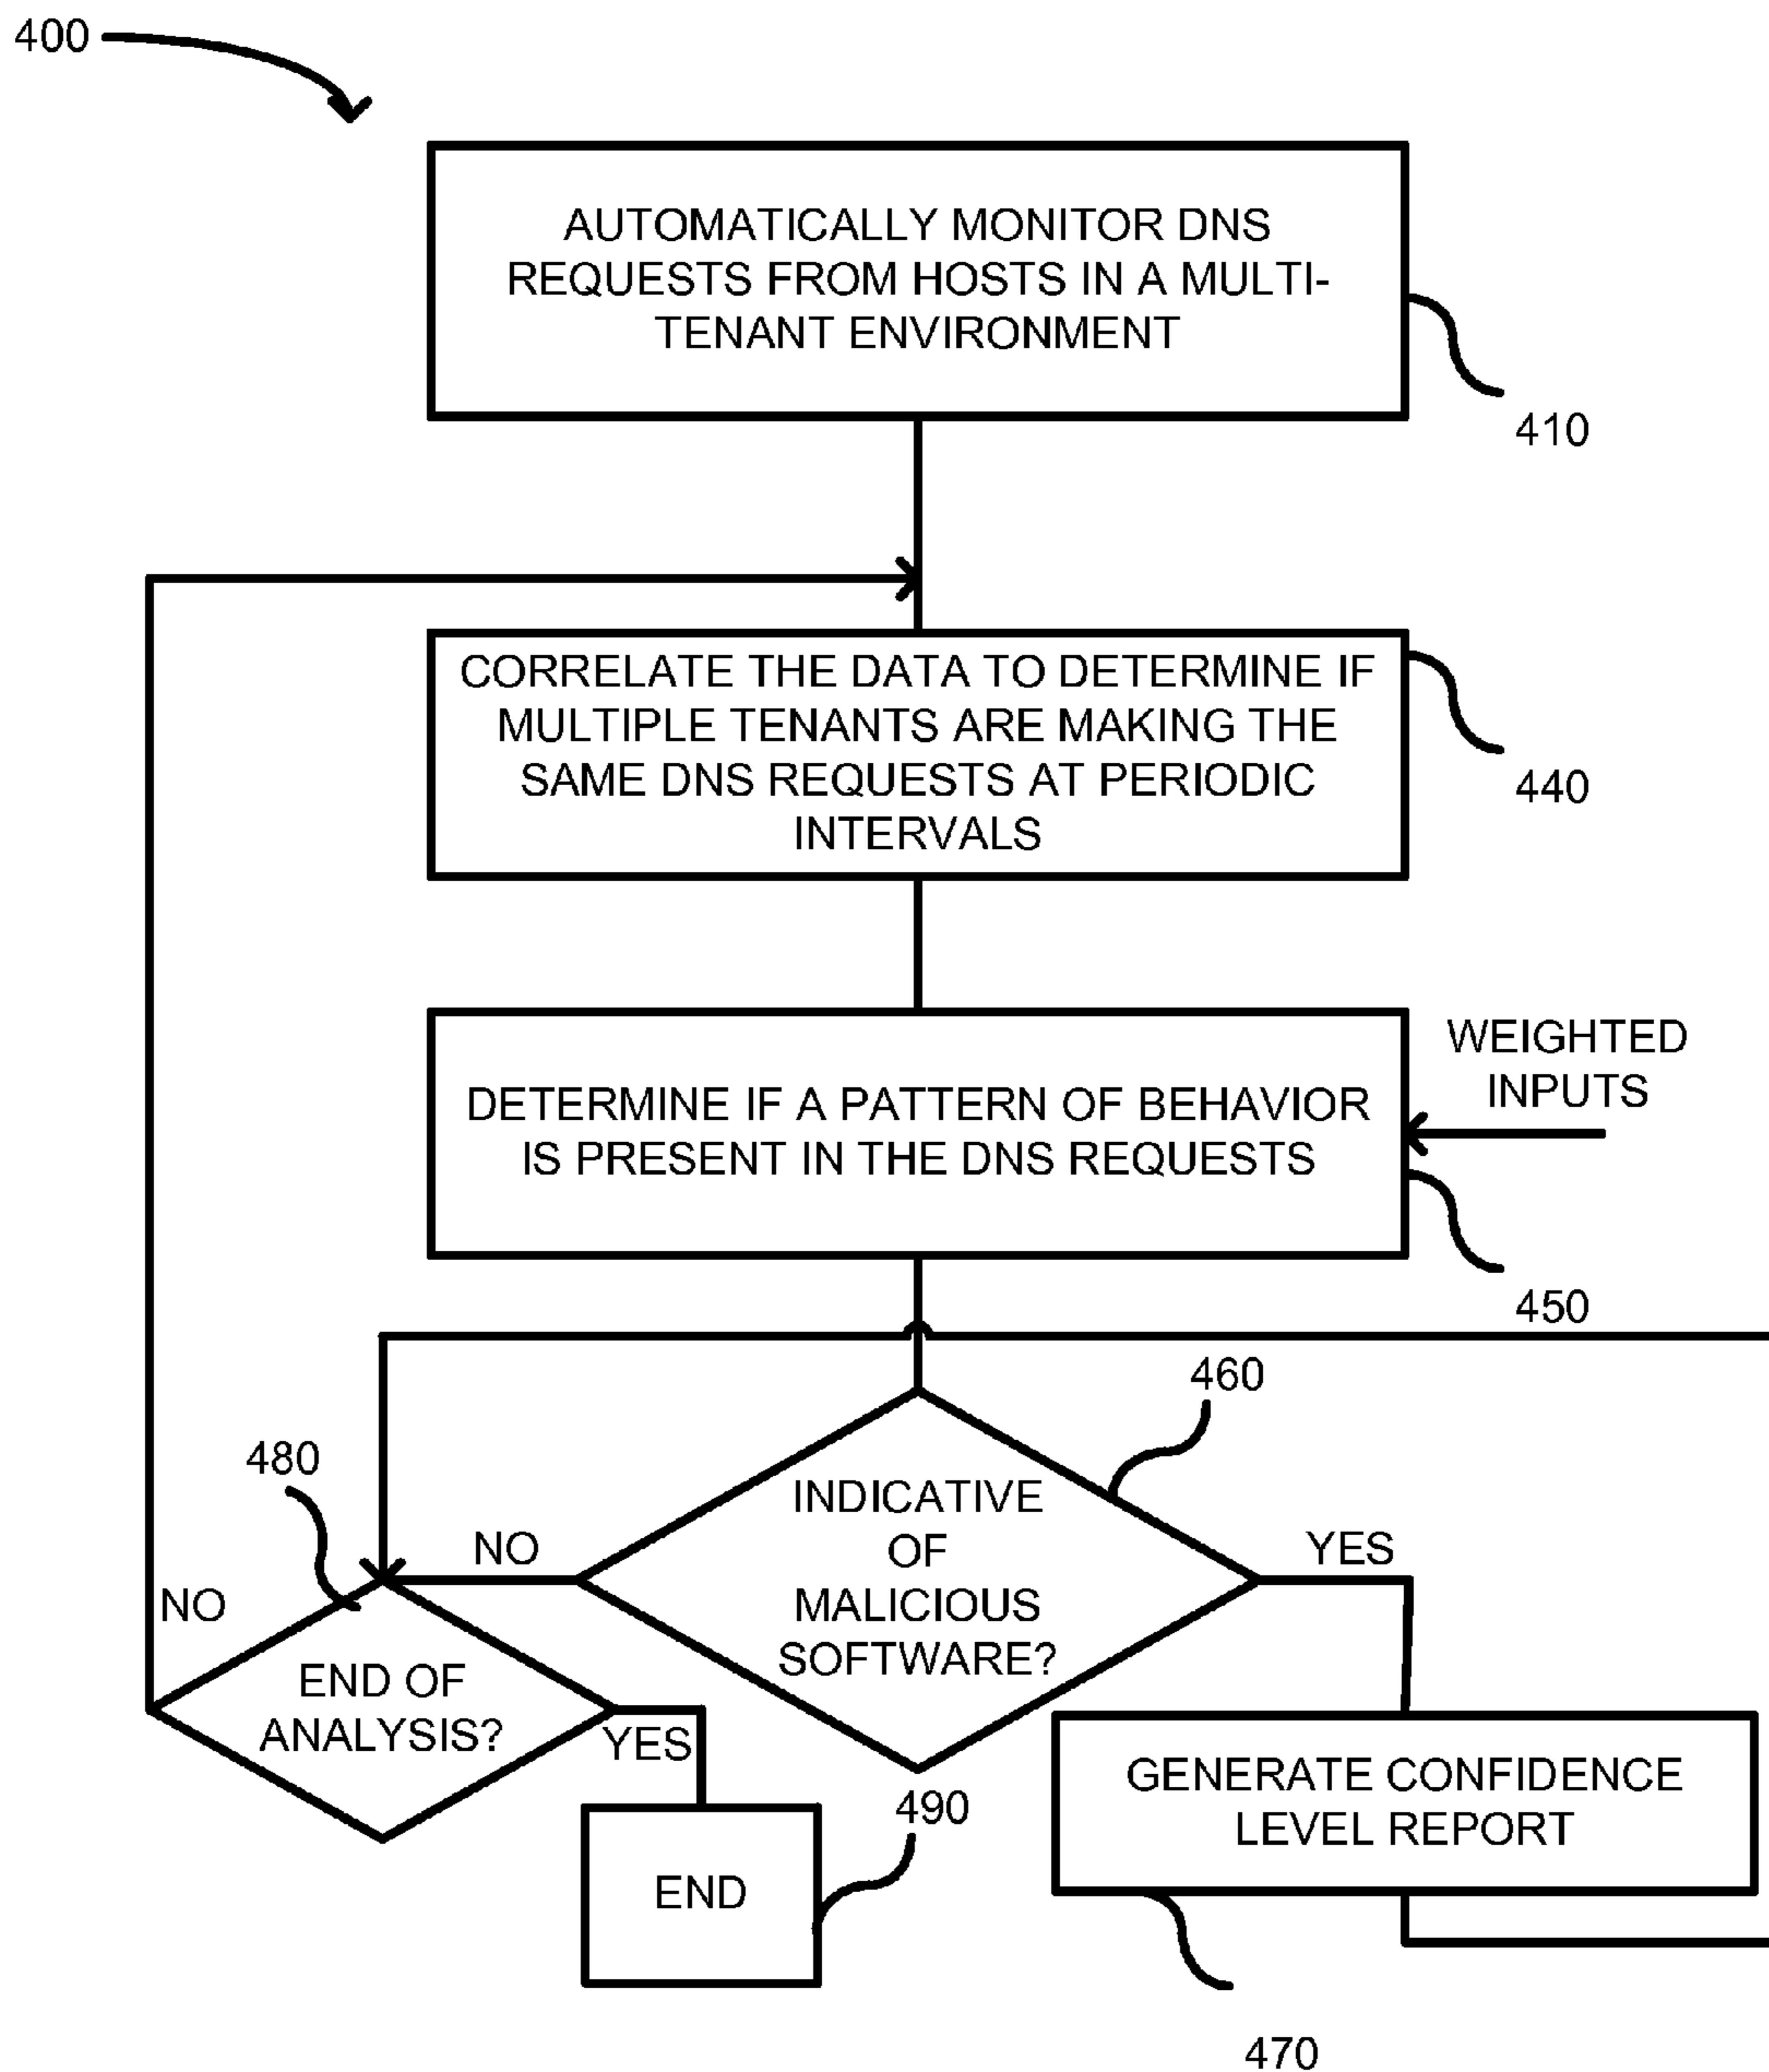 400
AUTOMATICALLY MONITOR DNS
REQUESTS FROM HOSTS IN A MULTI-
TENANT ENVIRONMENT
410
CORRELATE THE DATA TO DETERMINE IF
MULTIPLE TENANTS ARE MAKING THE
SAME DNS REQUESTS AT PERIODIC
INTERVALS
440
WEIGHTED
INPUTS
DETERMINE IF A PATTERN OF BEHAVIOR
IS PRESENT IN THE DNS REQUESTS
450
460
INDICATIVE
OF
MALICIOUS
SOFTWARE?
NO
YES
480
NO
END OF
ANALYSIS?
YES
GENERATE CONFIDENCE
LEVEL REPORT
490
END
470